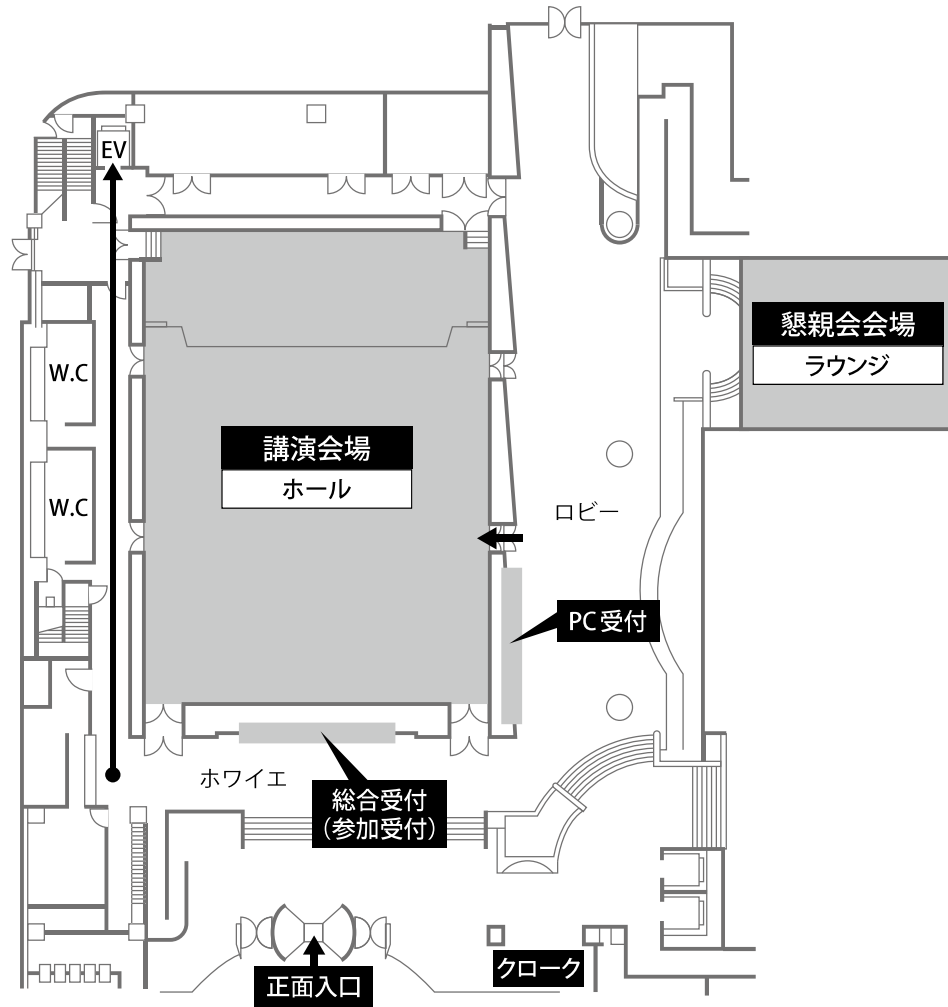 EV
懇親会会場
ラウンジ
W.C
講演会場
ホール
W.C
ロビー
PC受付
ホワイエ
総合受付
(参加受付)
クローク
正面入口